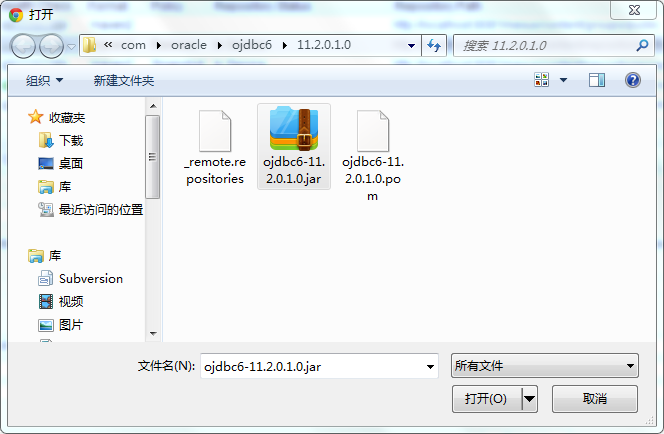 打开
« com ▸ oracle ▸ ojdbc6 ▸ 11.2.0.1.0
搜索 11.2.0.1.0
组织
新建文件夹
收藏夹
下载
桌面
库
最近访问的位置
库
Subversion
视频
图片
_remote.re
positories
ojdbc6-11.
2.0.1.0.jar
ojdbc6-11.
2.0.1.0.po
m
文件名(N):
ojdbc6-11.2.0.1.0.jar
所有文件
打开(O)
取消